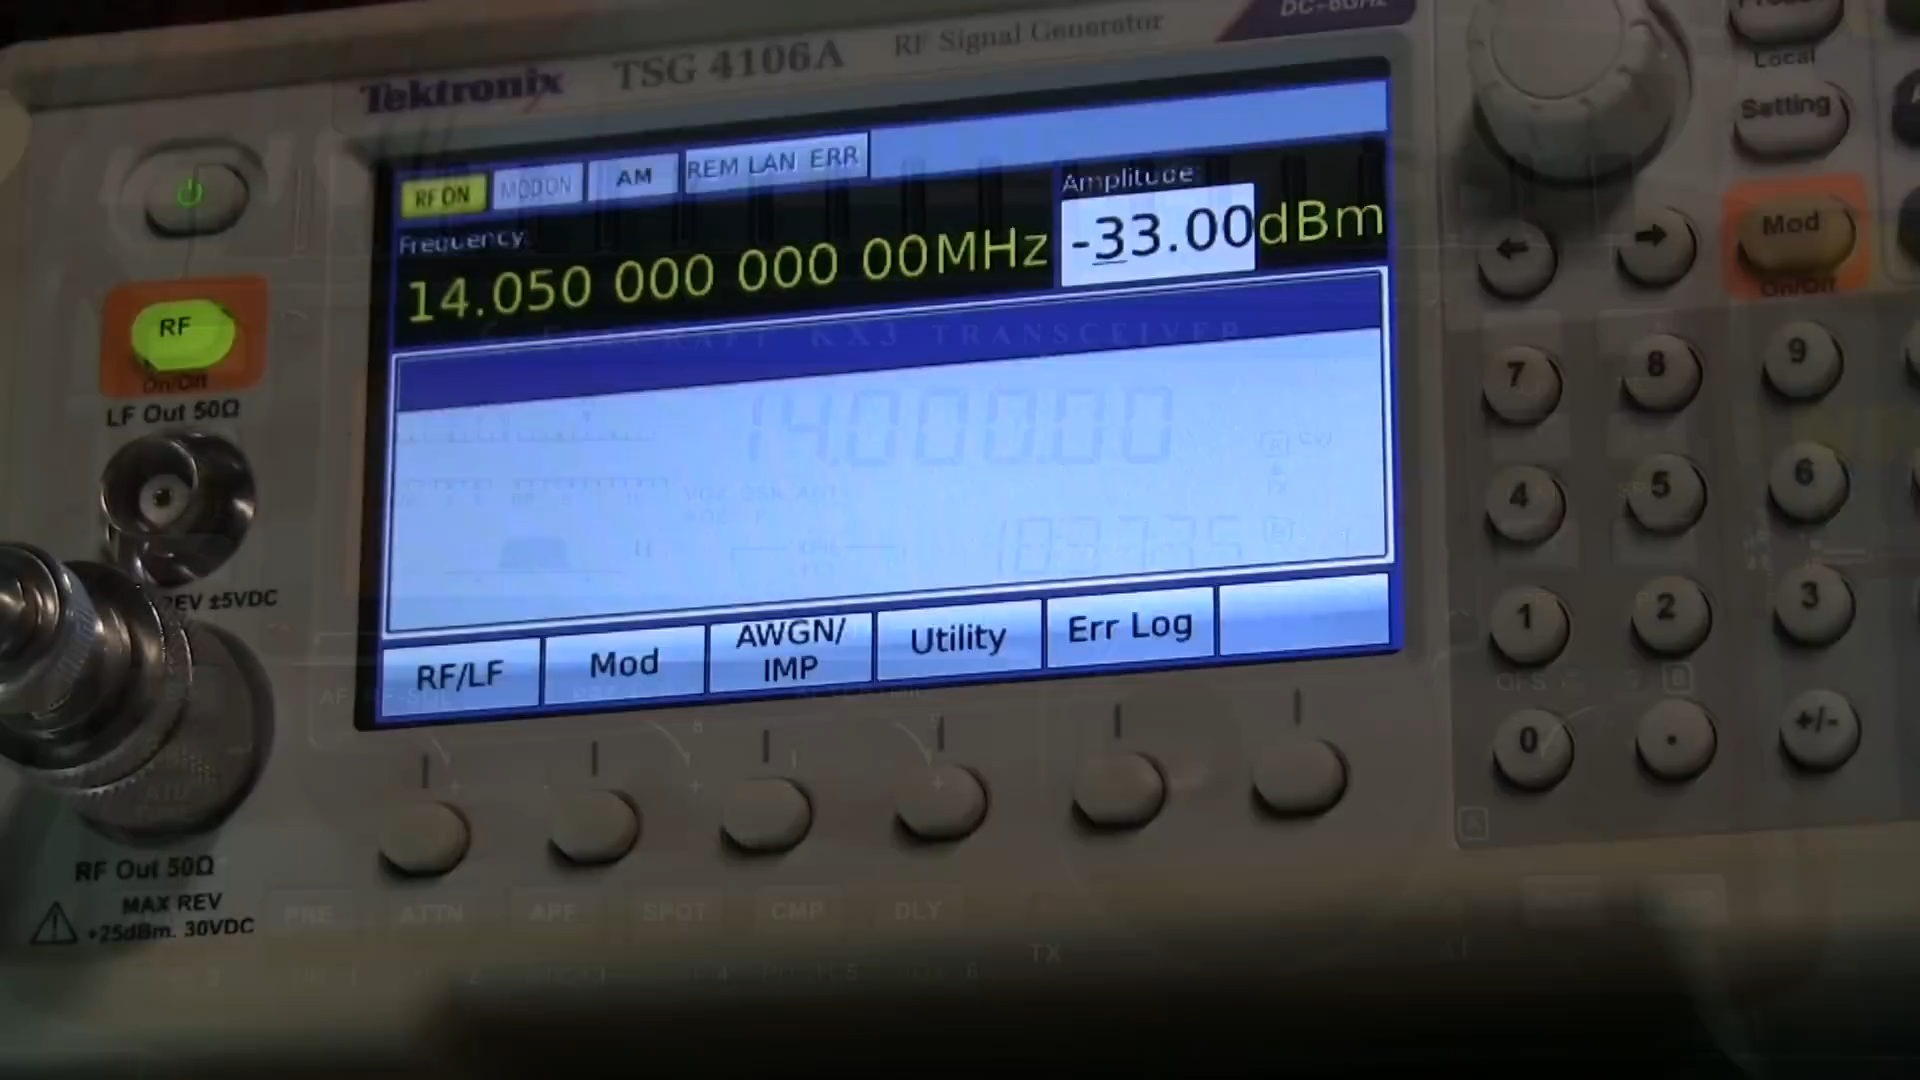 Tektronix TSG 4106A RF Signal Generator
DC-6GHz
RF ON MOD ON AM REM LAN ERR
Frequency:
14.050 000 000 00MHz
Amplitude:
-33.00dBm
ELECRAFT KX3 TRANSCEIVER
14.000.00
RF/LF
Mod
AWGN/
IMP
Utility
Err Log
RF
On/Off
LF Out 50Ω
REV ±5VDC
RF Out 50Ω
MAX REV
+25dBm. 30VDC
Local
Setting
Mod
On/Off
7 8 9
4 5 6
1 2 3
0 . +/-
PRE ATTN APF SPOT CMP DLY
TX